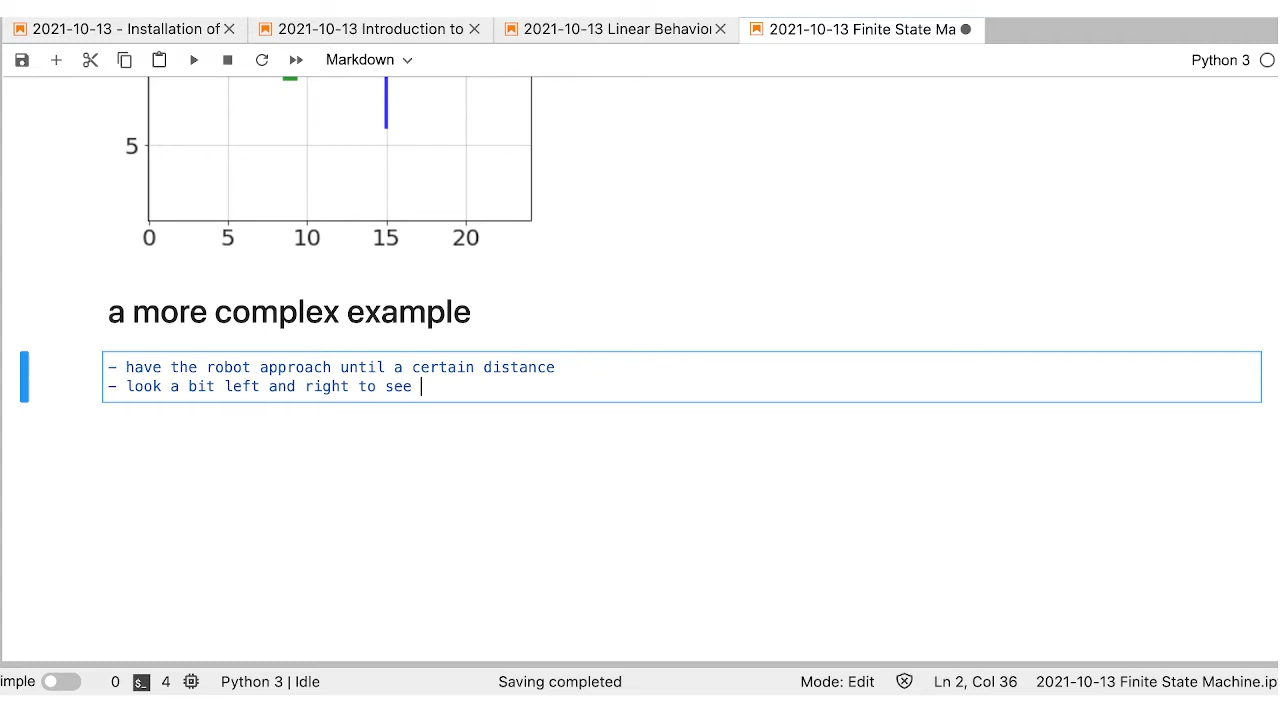 2021-10-13 - Installation of
2021-10-13 Introduction to
2021-10-13 Linear Behavior
2021-10-13 Finite State Ma
Markdown
Python 3
5
0 5 10 15 20
a more complex example
- have the robot approach until a certain distance
- look a bit left and right to see
imple
0
$_
4
Python 3 | Idle
Saving completed
Mode: Edit
Ln 2, Col 36
2021-10-13 Finite State Machine.ip